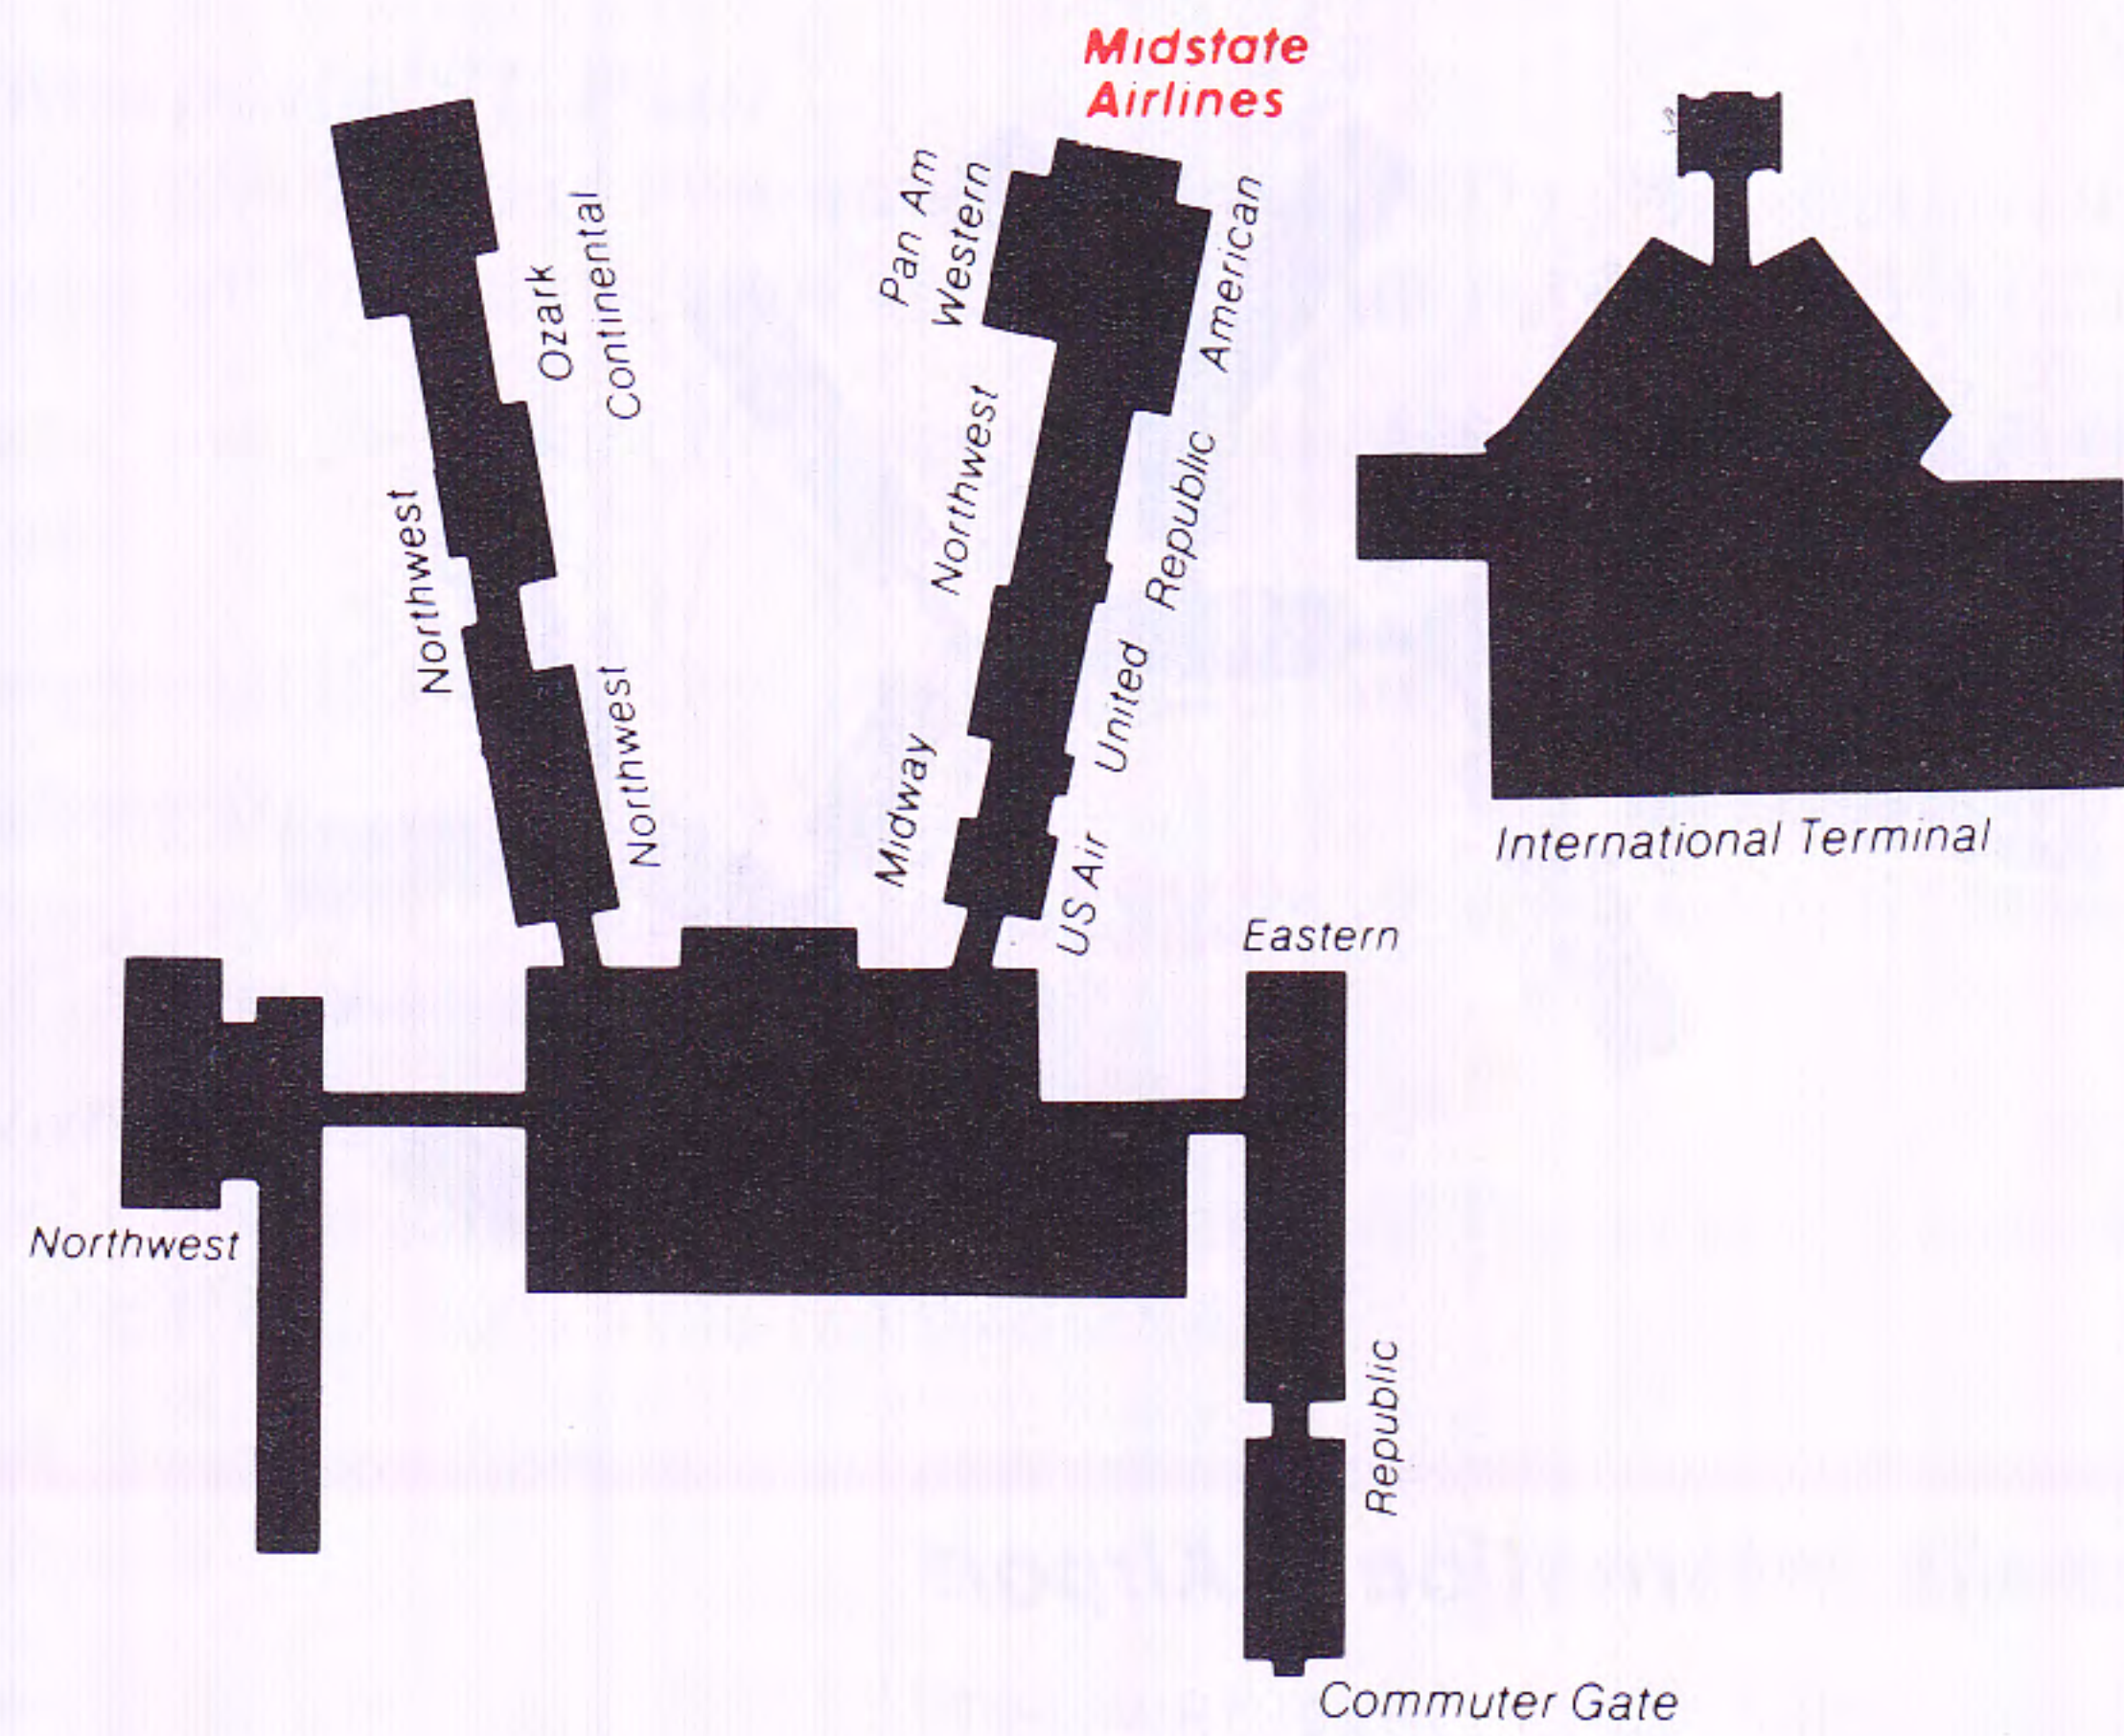 Midstate
Airlines
Pan Am
Western
American
Ozark
Continental
Northwest
Republic
Northwest
United
Northwest
Midway
US Air
International Terminal
Eastern
Northwest
Republic
Commuter Gate